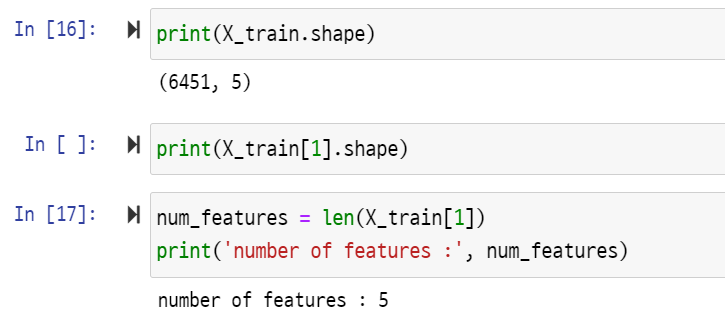 In [16]: print(X_train.shape)
(6451, 5)
In [ ]: print(X_train[1].shape)
In [17]: num_features = len(X_train[1])
print('number of features :', num_features)
number of features : 5